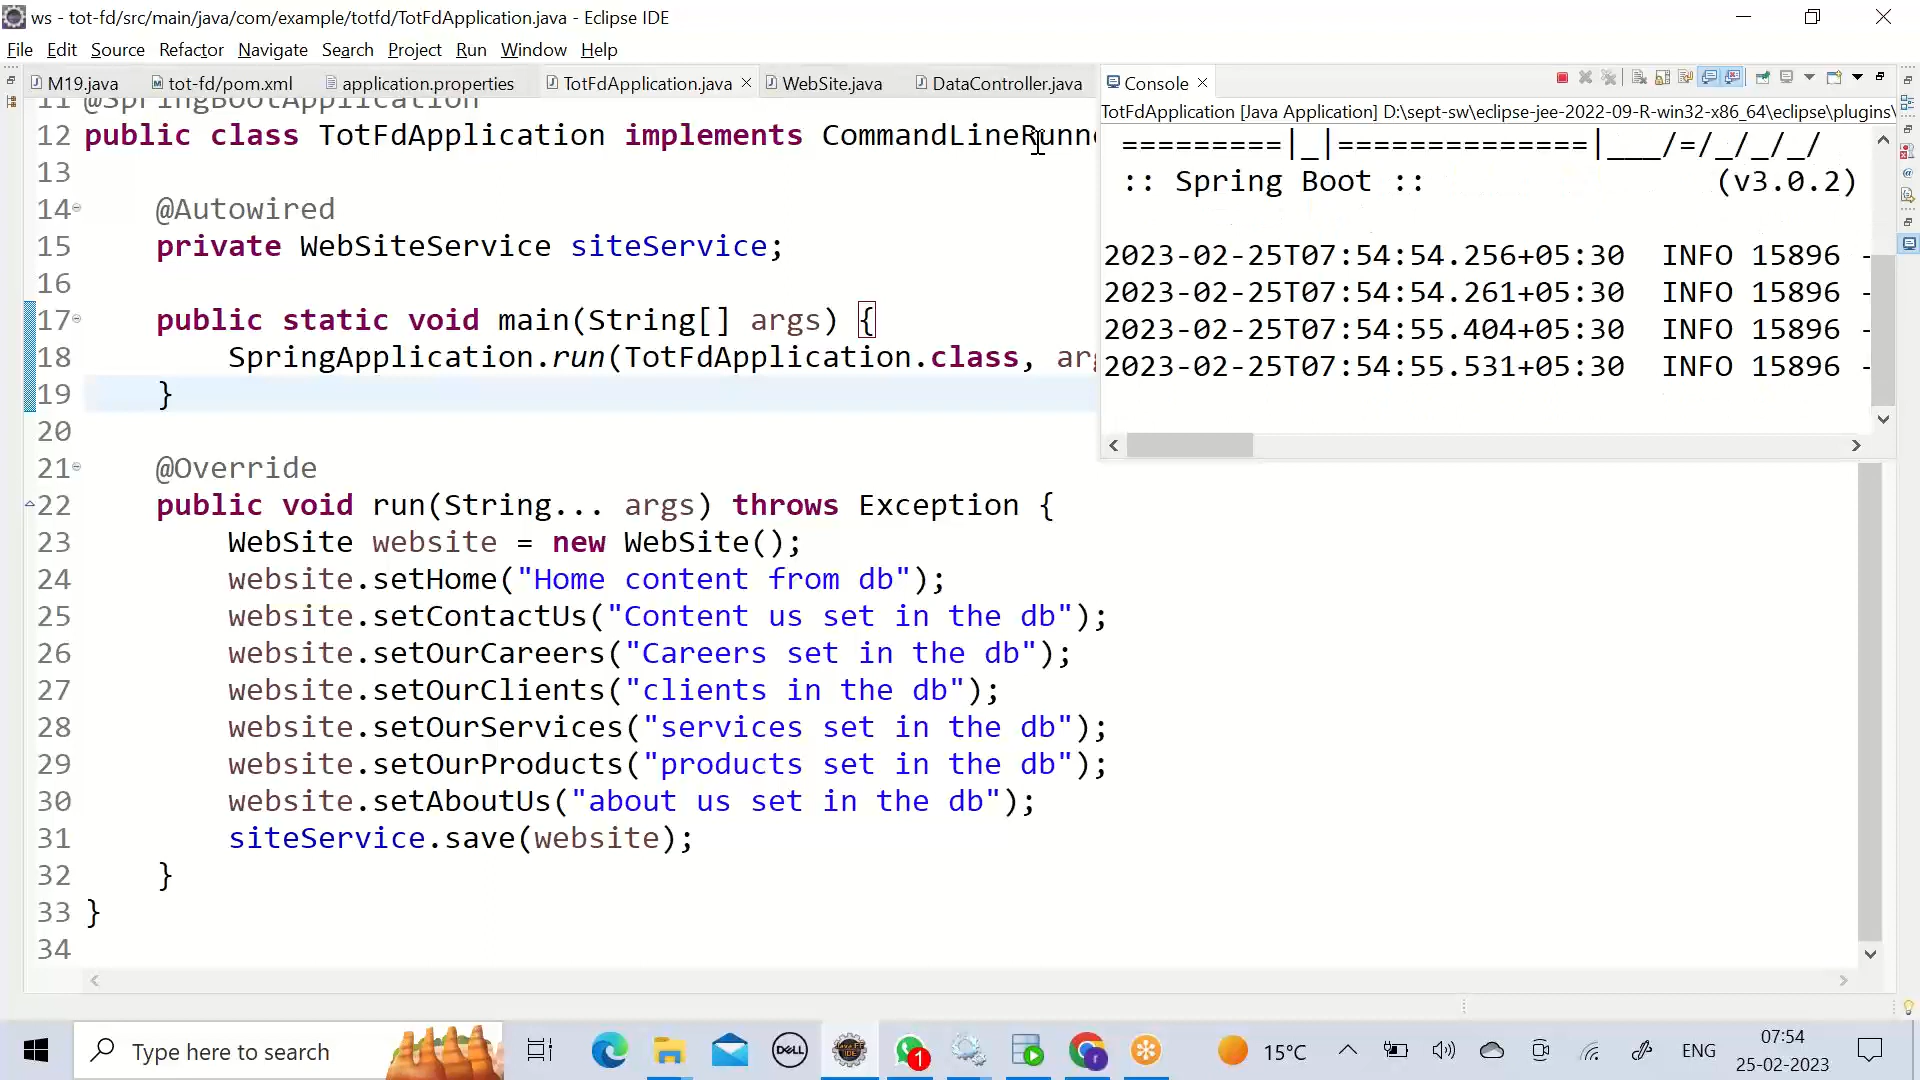 ws - tot-fd/src/main/java/com/example/totfd/TotFdApplication.java - Eclipse IDE
File Edit Source Refactor Navigate Search Project Run Window Help
M19.java tot-fd/pom.xml application.properties TotFdApplication.java WebSite.java DataController.java
11 @SpringBootApplication
12 public class TotFdApplication implements CommandLineRunne
13
14 @Autowired
15 private WebSiteService siteService;
16
17 public static void main(String[] args) {
18 SpringApplication.run(TotFdApplication.class, arg
19 }
20
21 @Override
22 public void run(String... args) throws Exception {
23 WebSite website = new WebSite();
24 website.setHome("Home content from db");
25 website.setContactUs("Content us set in the db");
26 website.setOurCareers("Careers set in the db");
27 website.setOurClients("clients in the db");
28 website.setOurServices("services set in the db");
29 website.setOurProducts("products set in the db");
30 website.setAboutUs("about us set in the db");
31 siteService.save(website);
32 }
33 }
34
Console
TotFdApplication [Java Application] D:\sept-sw\eclipse-jee-2022-09-R-win32-x86_64\eclipse\plugins\
=========|_|==============|___/=/_/_/_/
:: Spring Boot :: (v3.0.2)
2023-02-25T07:54:54.256+05:30 INFO 15896 -
2023-02-25T07:54:54.261+05:30 INFO 15896 -
2023-02-25T07:54:55.404+05:30 INFO 15896 -
2023-02-25T07:54:55.531+05:30 INFO 15896 -
Type here to search
DELL
1
15°C
ENG
07:54
25-02-2023